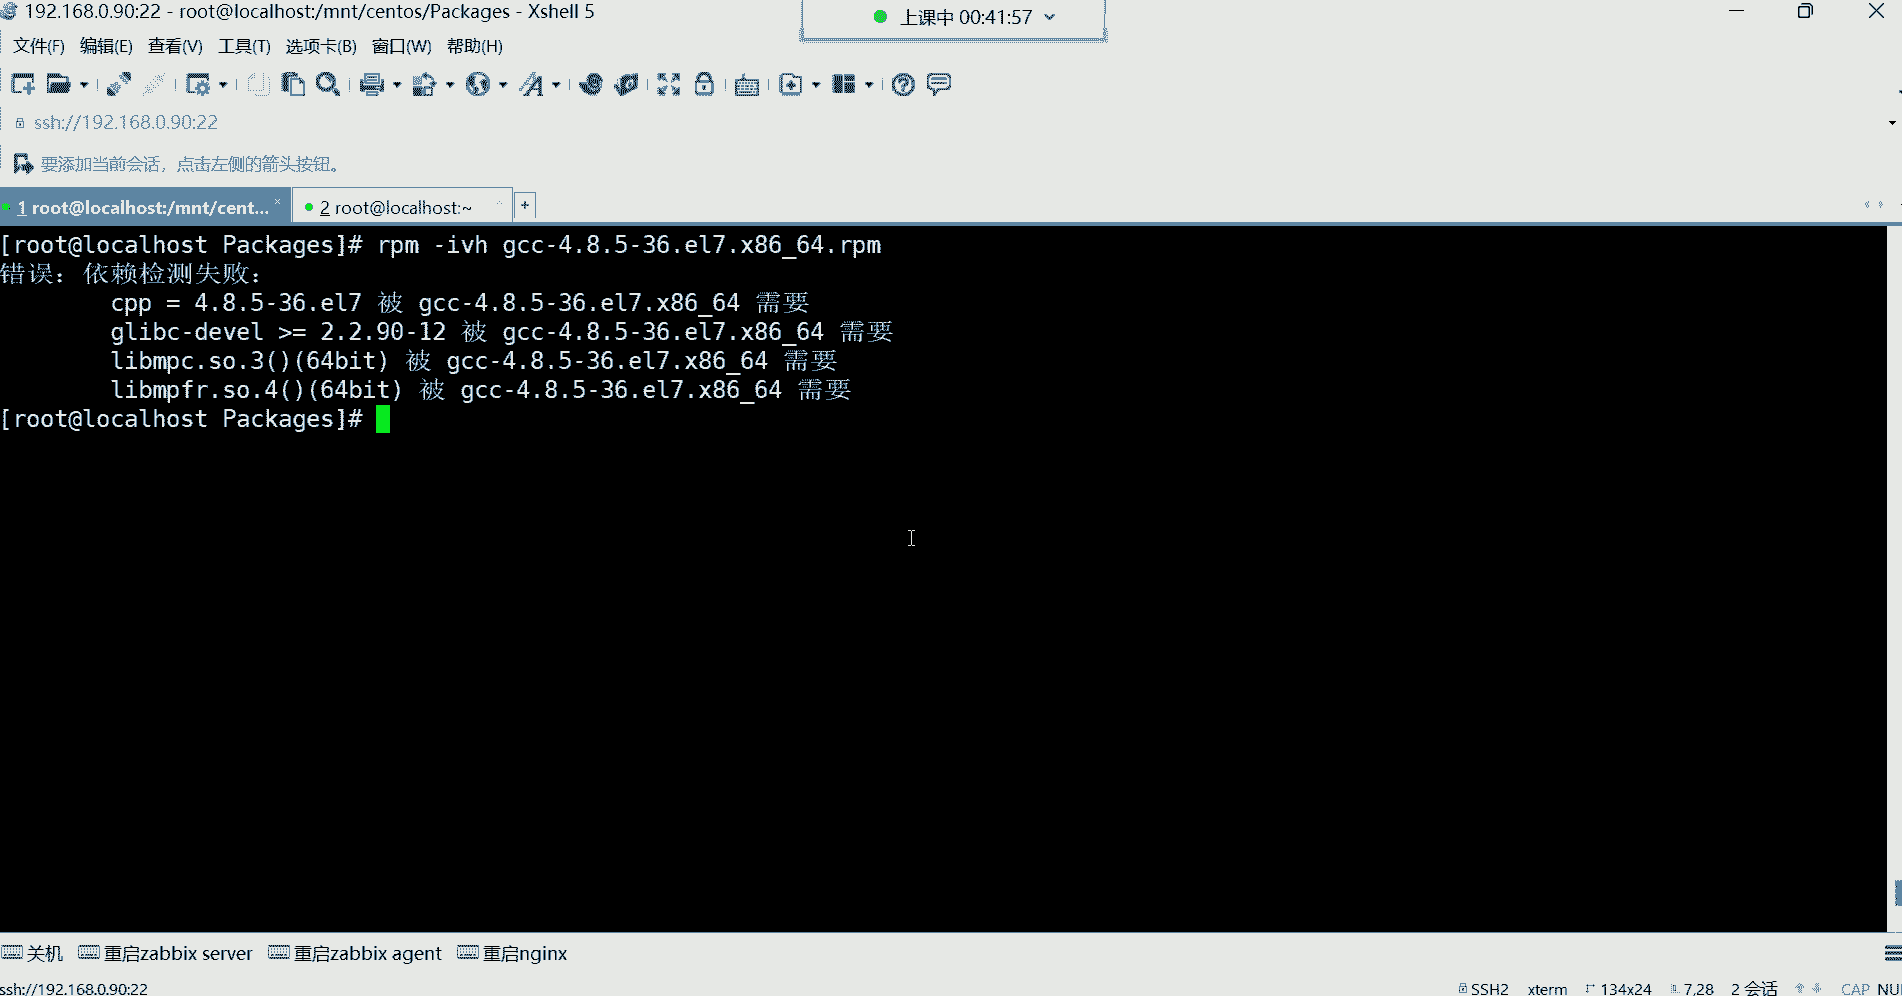 192.168.0.90:22 - root@localhost:/mnt/centos/Packages - Xshell 5
上课中 00:41:57
文件(F) 编辑(E) 查看(V) 工具(T) 选项卡(B) 窗口(W) 帮助(H)
ssh://192.168.0.90:22
要添加当前会话，点击左侧的箭头按钮。
1 root@localhost:/mnt/cent... 2 root@localhost:~
[root@localhost Packages]# rpm -ivh gcc-4.8.5-36.el7.x86_64.rpm
错误：依赖检测失败：
cpp = 4.8.5-36.el7 被 gcc-4.8.5-36.el7.x86_64 需要
glibc-devel >= 2.2.90-12 被 gcc-4.8.5-36.el7.x86_64 需要
libmpc.so.3()(64bit) 被 gcc-4.8.5-36.el7.x86_64 需要
libmpfr.so.4()(64bit) 被 gcc-4.8.5-36.el7.x86_64 需要
[root@localhost Packages]#
关机 重启zabbix server 重启zabbix agent 重启nginx
ssh://192.168.0.90:22 SSH2 xterm 134x24 7,28 2 会话 CAP NU